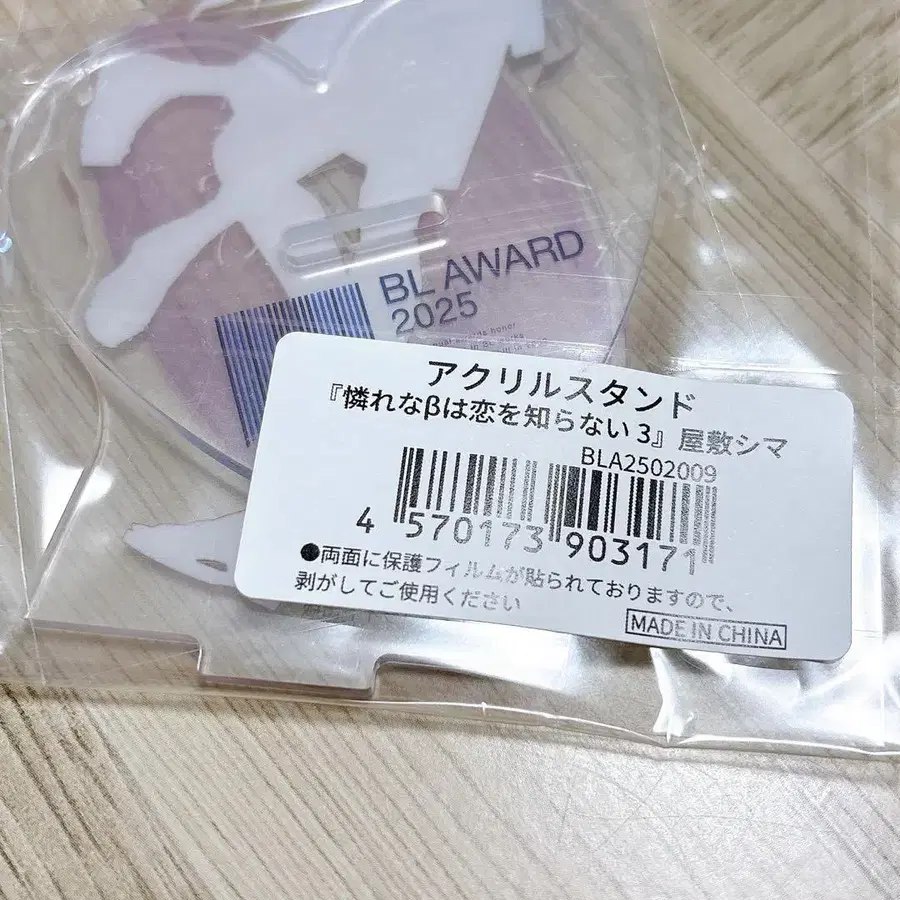 BL AWARD
2025
アクリルスタンド
『憐れなβは恋を知らない 3』 屋敷シマ
BLA2502009
4 570173 903171
●両面に保護フィルムが貼られておりますので、
剥がしてご使用ください
MADE IN CHINA